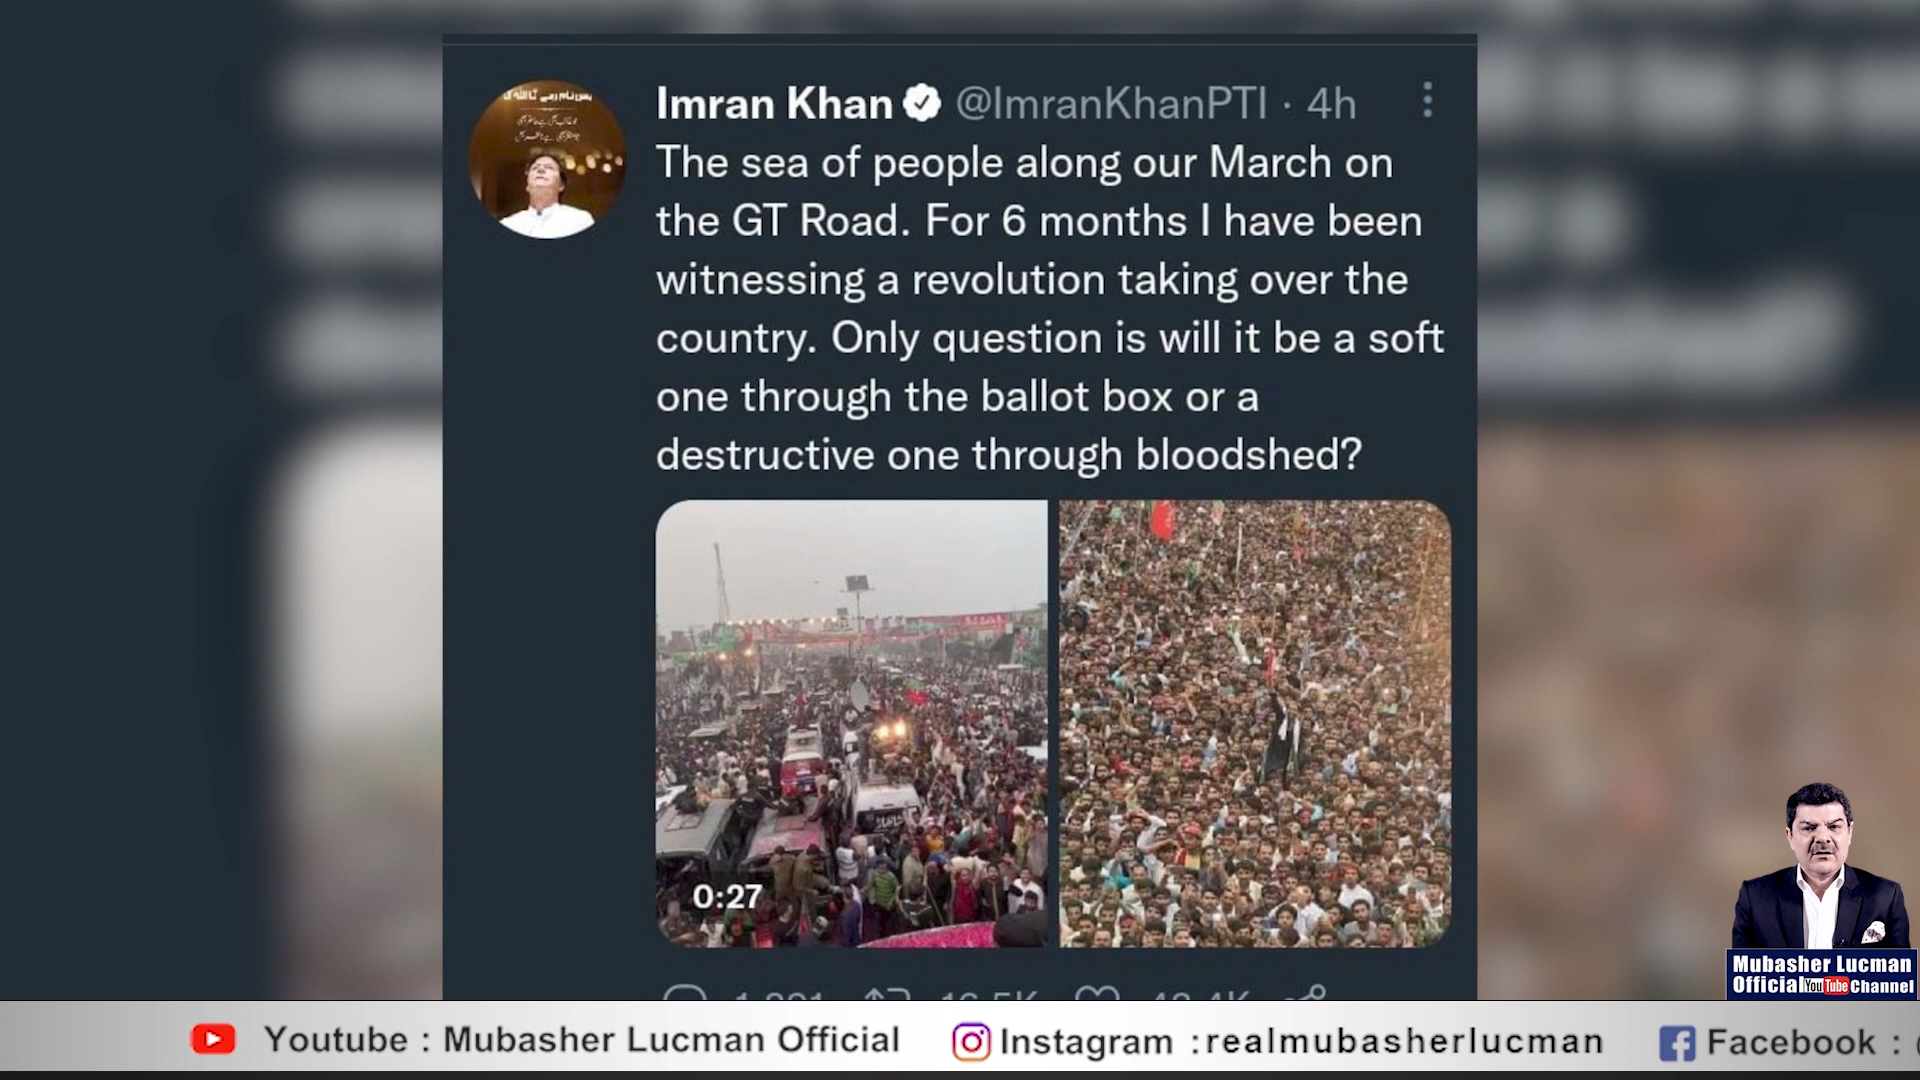 Imran Khan @ImranKhanPTI · 4h
The sea of people along our March on
the GT Road. For 6 months I have been
witnessing a revolution taking over the
country. Only question is will it be a soft
one through the ballot box or a
destructive one through bloodshed?
0:27
Mubasher Lucman
Official YouTube Channel
Youtube : Mubasher Lucman Official
Instagram :realmubasherlucman
Facebook :